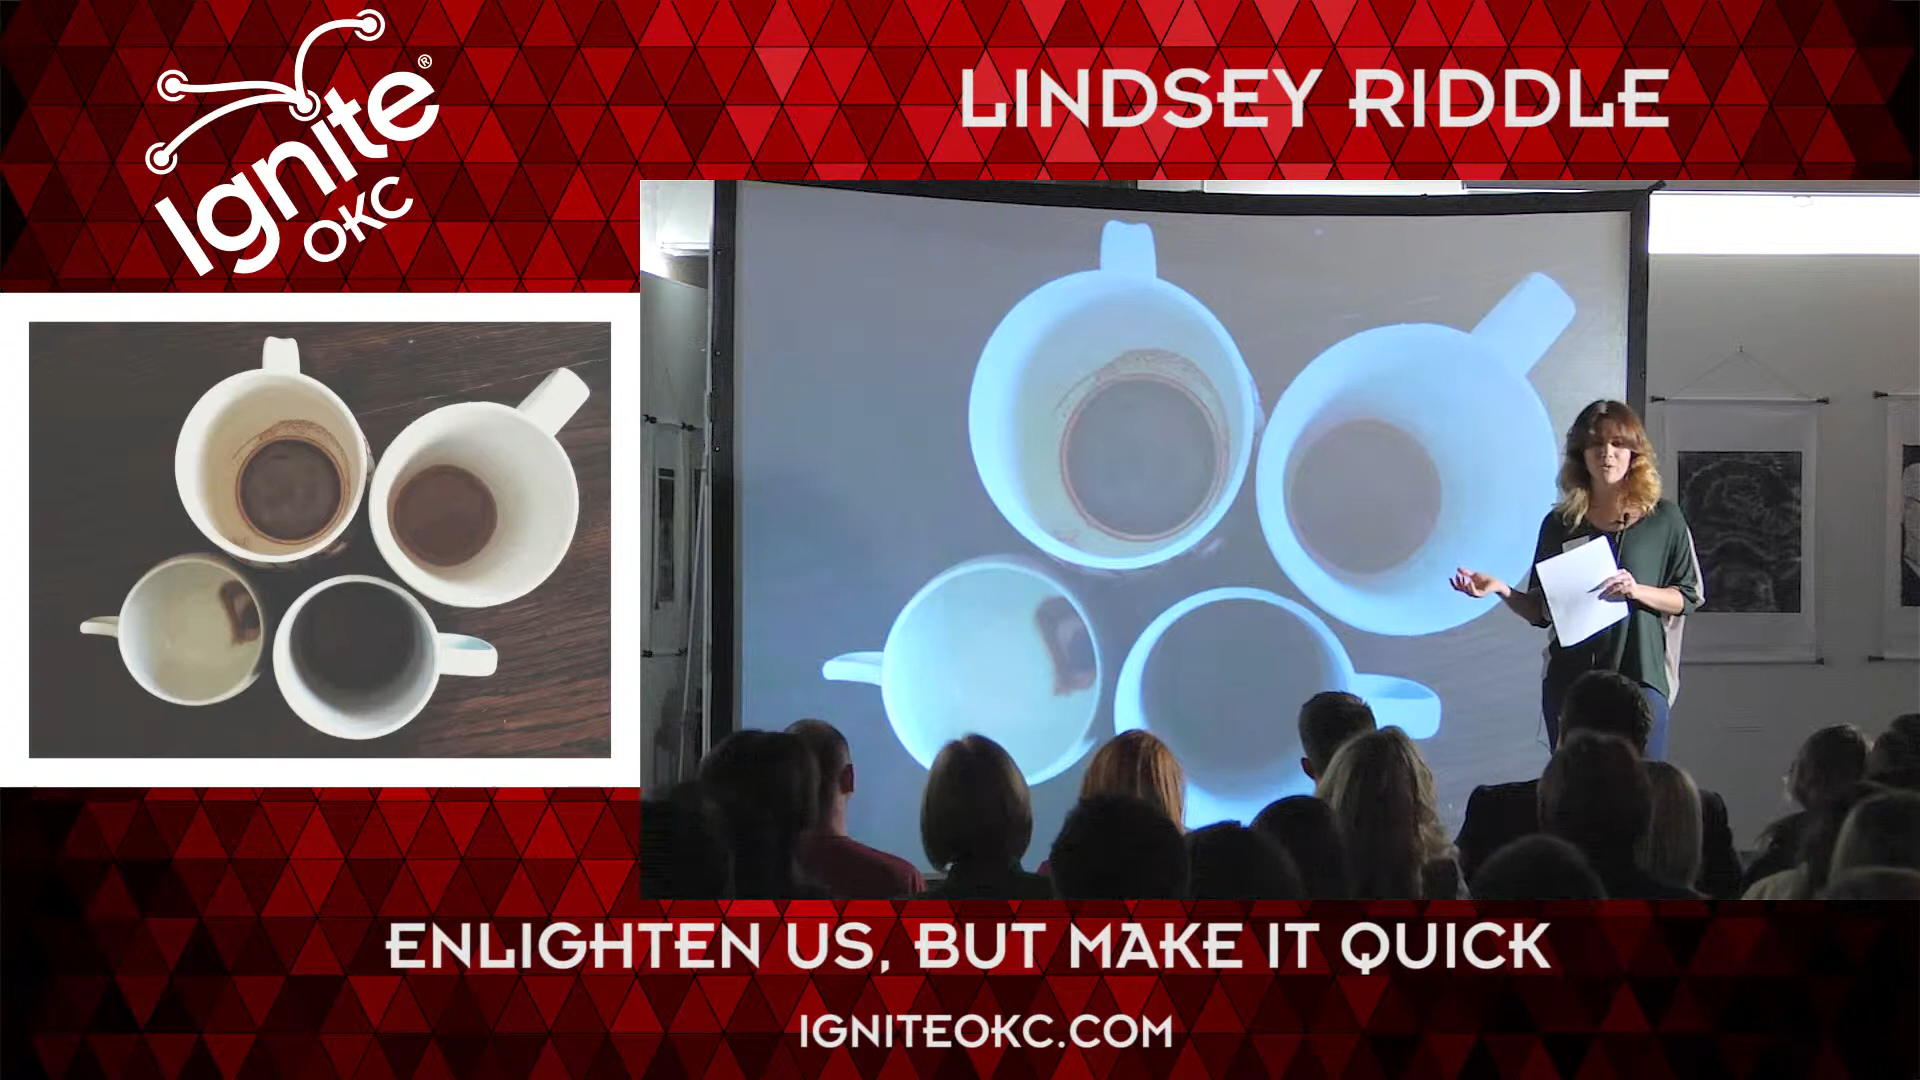 Ignite®
OKC
LINDSEY RIDDLE
ENLIGHTEN US, BUT MAKE IT QUICK
IGNITEOKC.COM